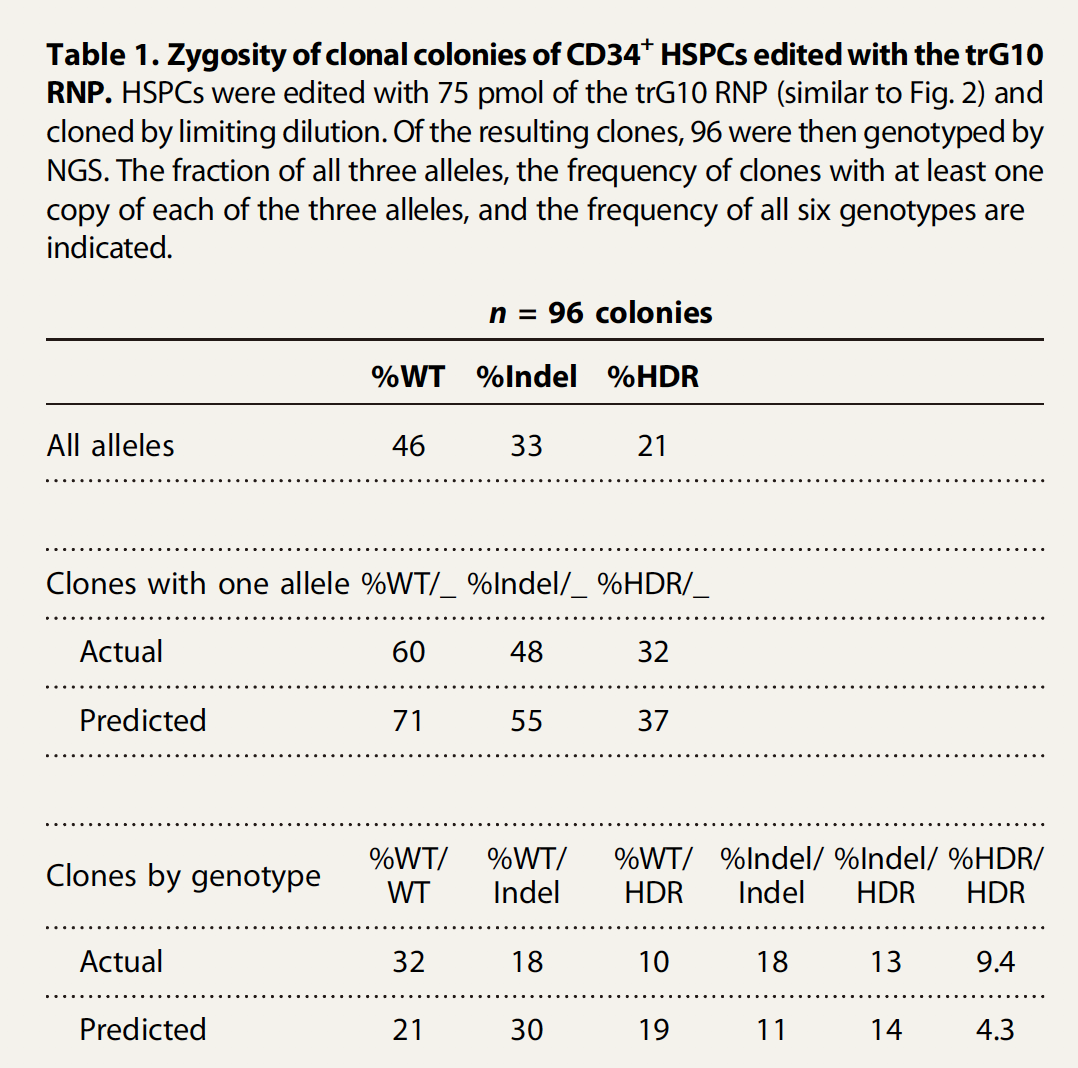 Table 1. Zygosity of clonal colonies of CD34+ HSPCs edited with the trG10
RNP. HSPCs were edited with 75 pmol of the trG10 RNP (similar to Fig. 2) and
cloned by limiting dilution. Of the resulting clones, 96 were then genotyped by
NGS. The fraction of all three alleles, the frequency of clones with at least one
copy of each of the three alleles, and the frequency of all six genotypes are
indicated.
n = 96 colonies
%WT %Indel %HDR
All alleles 46 33 21
Clones with one allele %WT/_ %Indel/_ %HDR/_
Actual 60 48 32
Predicted 71 55 37
Clones by genotype %WT/ %WT/ %WT/ %Indel/ %Indel/ %HDR/
WT Indel HDR Indel HDR HDR
Actual 32 18 10 18 13 9.4
Predicted 21 30 19 11 14 4.3